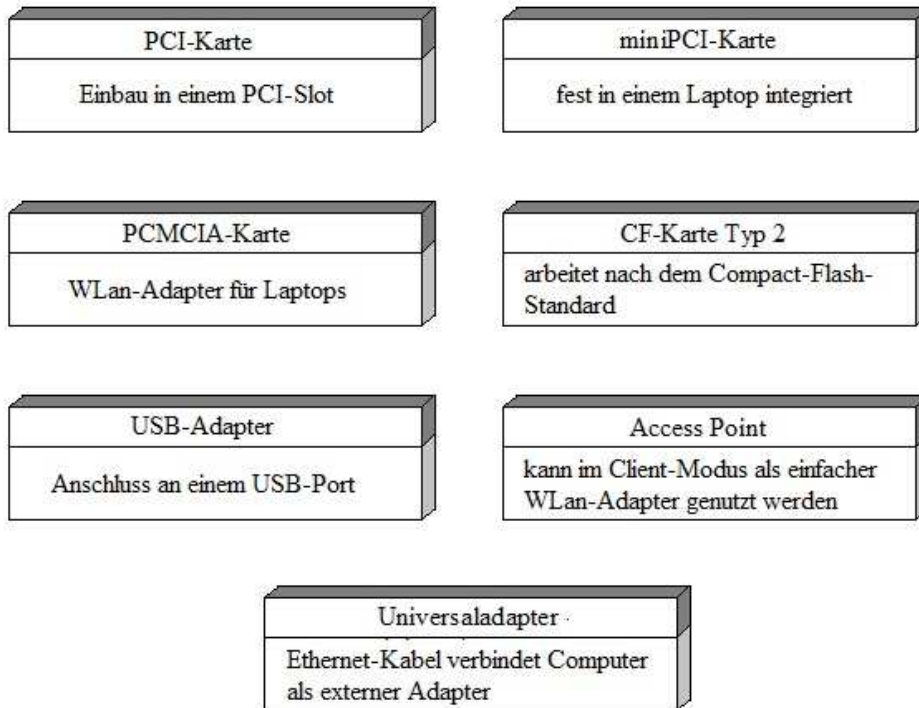 PCI-Karte
Einbau in einem PCI-Slot
miniPCI-Karte
fest in einem Laptop integriert
PCMCIA-Karte
WLan-Adapter für Laptops
CF-Karte Typ 2
arbeitet nach dem Compact-Flash-
Standard
USB-Adapter
Anschluss an einem USB-Port
Access Point
kann im Client-Modus als einfacher
WLan-Adapter genutzt werden
Universaladapter
Ethernet-Kabel verbindet Computer
als externer Adapter